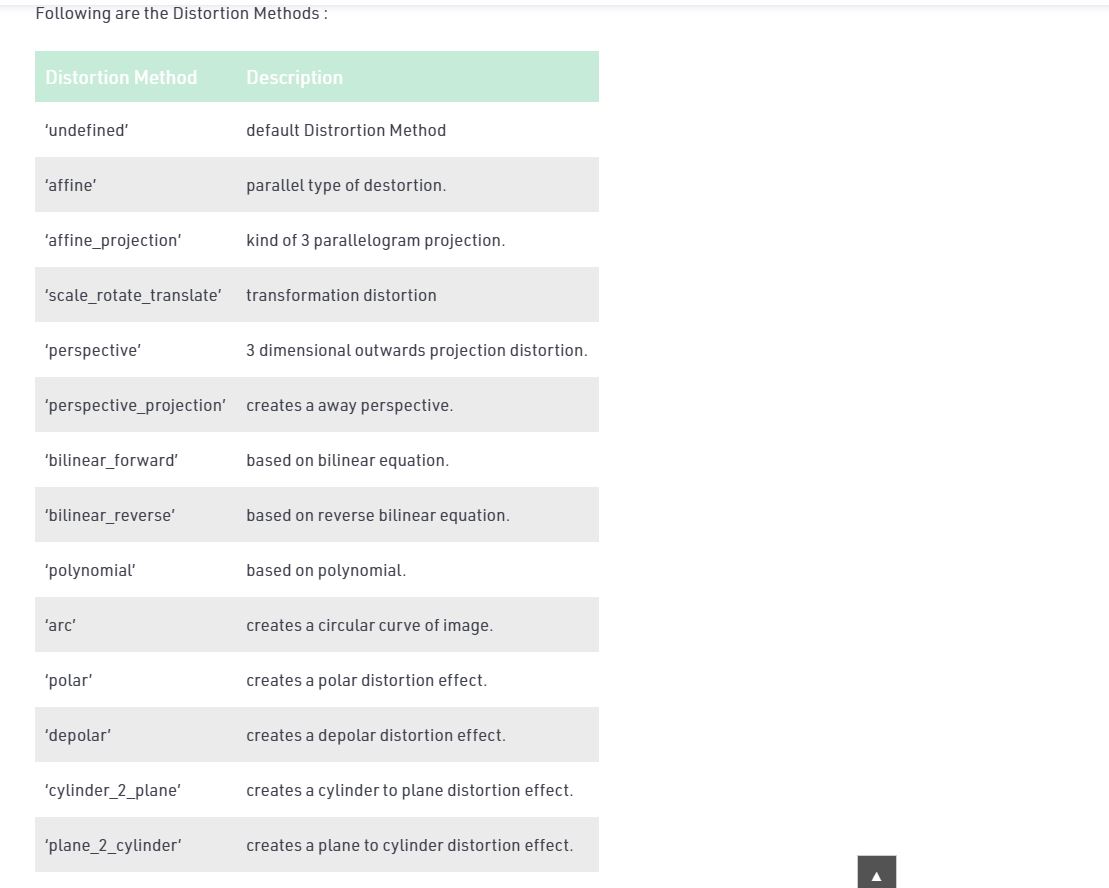 Following are the Distortion Methods :
Distortion Method Description
‘undefined’ default Distrortion Method
‘affine’ parallel type of destortion.
‘affine_projection’ kind of 3 parallelogram projection.
‘scale_rotate_translate’ transformation distortion
‘perspective’ 3 dimensional outwards projection distortion.
‘perspective_projection’ creates a away perspective.
‘bilinear_forward’ based on bilinear equation.
‘bilinear_reverse’ based on reverse bilinear equation.
‘polynomial’ based on polynomial.
‘arc’ creates a circular curve of image.
‘polar’ creates a polar distortion effect.
‘depolar’ creates a depolar distortion effect.
‘cylinder_2_plane’ creates a cylinder to plane distortion effect.
‘plane_2_cylinder’ creates a plane to cylinder distortion effect.